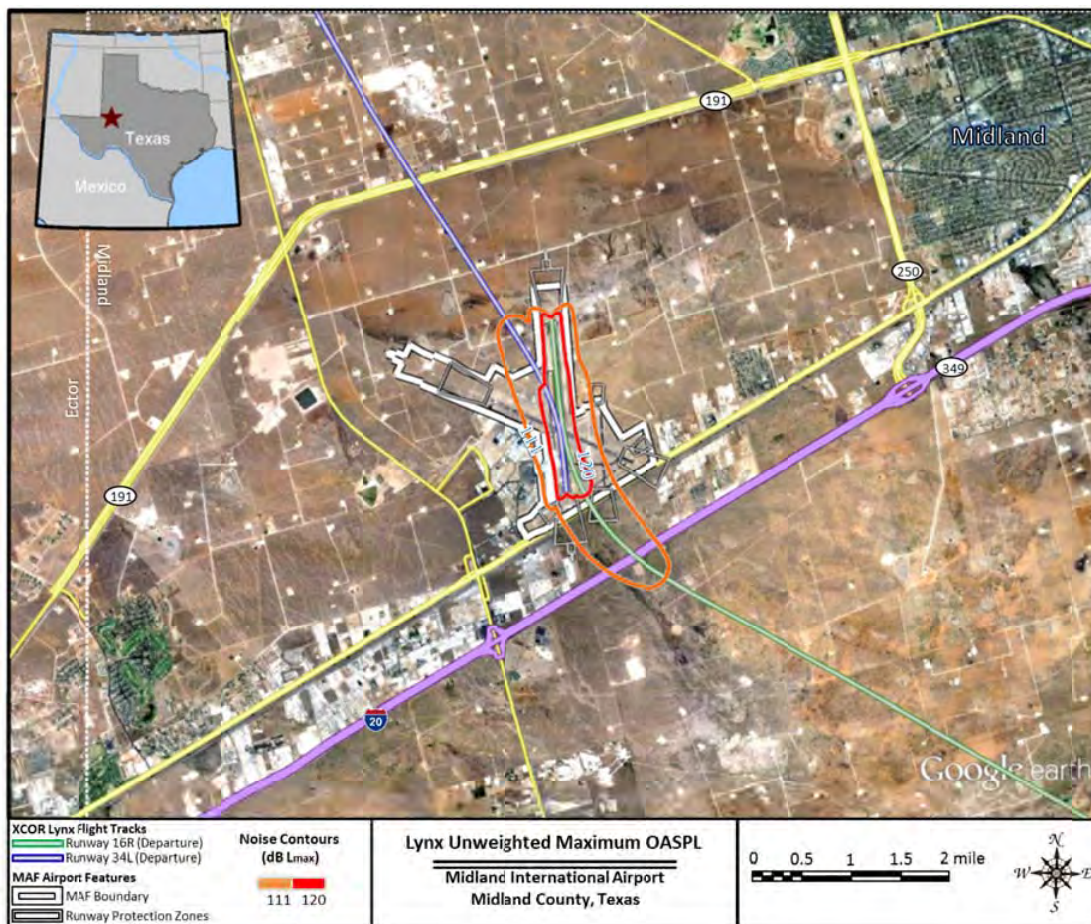 Texas
Mexico
191
Midland
250
Midland
Ector
349
111
120
191
20
Google earth
XCOR Lynx Flight Tracks
Runway 16R (Departure)
Runway 34L (Departure)
MAF Airport Features
MAF Boundary
Runway Protection Zones
Noise Contours
(dB Lmax)
111 120
Lynx Unweighted Maximum OASPL
Midland International Airport
Midland County, Texas
0 0.5 1 1.5 2 mile
N
W E
S